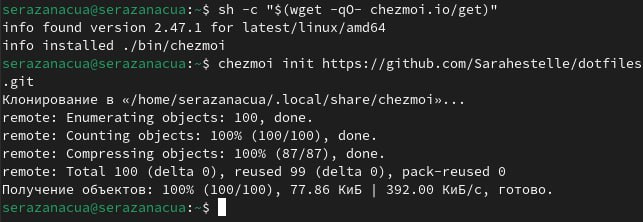 serazanacua@serazanacua:~$ sh -c "$(wget -qO- chezmoi.io/get)"
info found version 2.47.1 for latest/linux/amd64
info installed ./bin/chezmoi
serazanacua@serazanacua:~$ chezmoi init https://github.com/Sarahestelle/dotfiles
.git
Клонирование в «/home/serazanacua/.local/share/chezmoi»...
remote: Enumerating objects: 100, done.
remote: Counting objects: 100% (100/100), done.
remote: Compressing objects: 100% (87/87), done.
remote: Total 100 (delta 0), reused 99 (delta 0), pack-reused 0
Получение объектов: 100% (100/100), 77.86 КиБ | 392.00 КиБ/с, готово.
serazanacua@serazanacua:~$